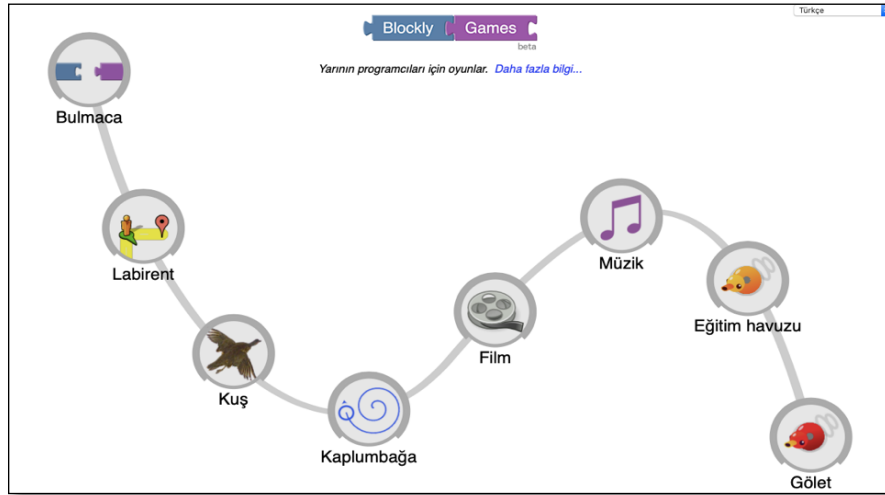 Türkçe
Blockly Games
beta
Yarının programcıları için oyunlar. Daha fazla bilgi...
Bulmaca
Labirent
Kuş
Kaplumbağa
Film
Müzik
Eğitim havuzu
Gölet